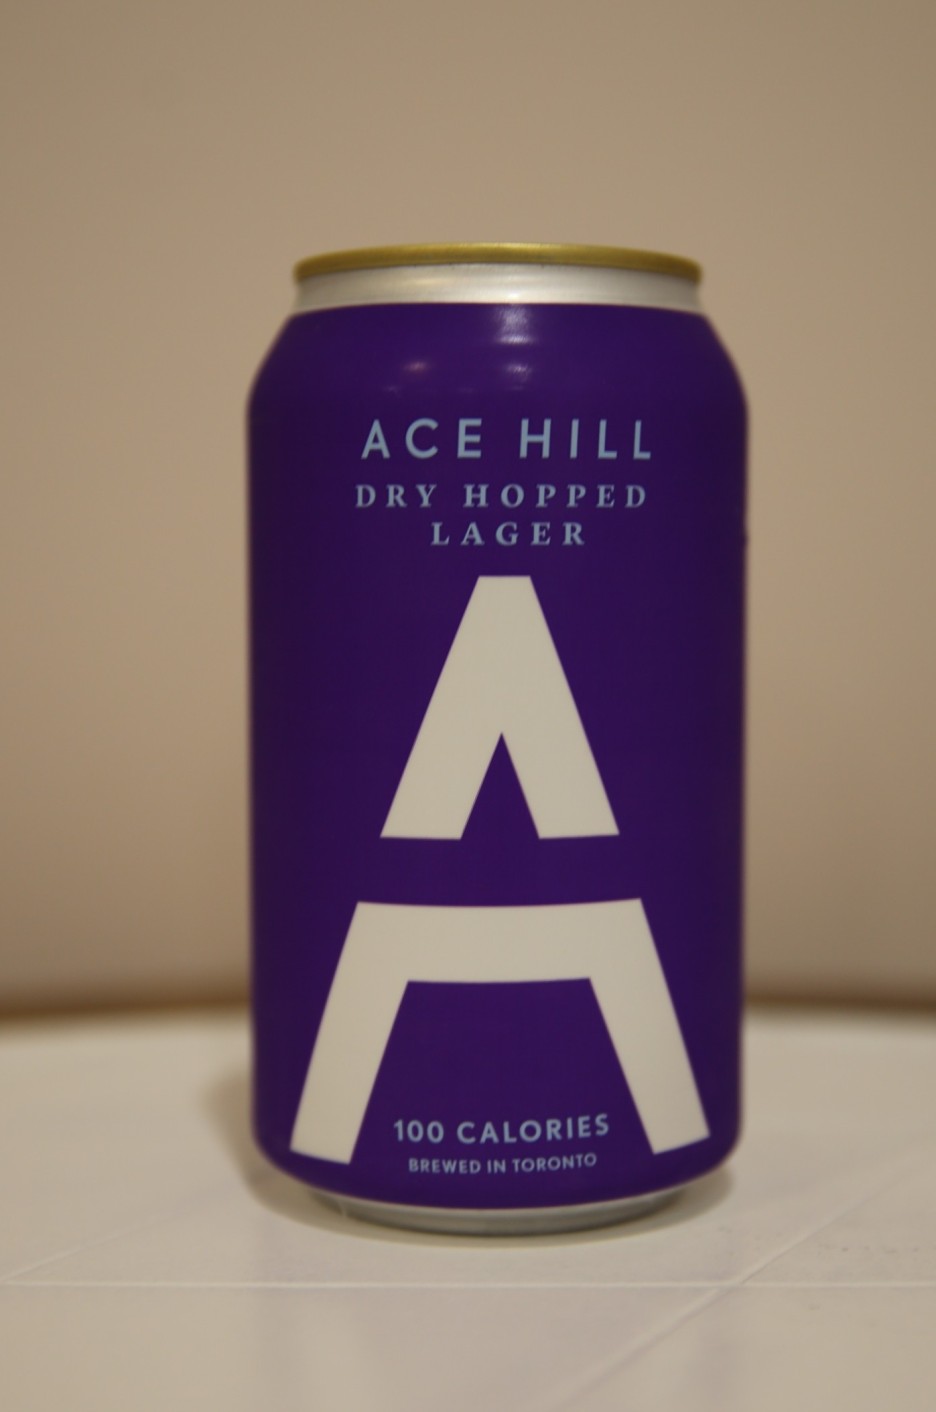 ACE HILL
DRY HOPPED
LAGER
A
100 CALORIES
BREWED IN TORONTO